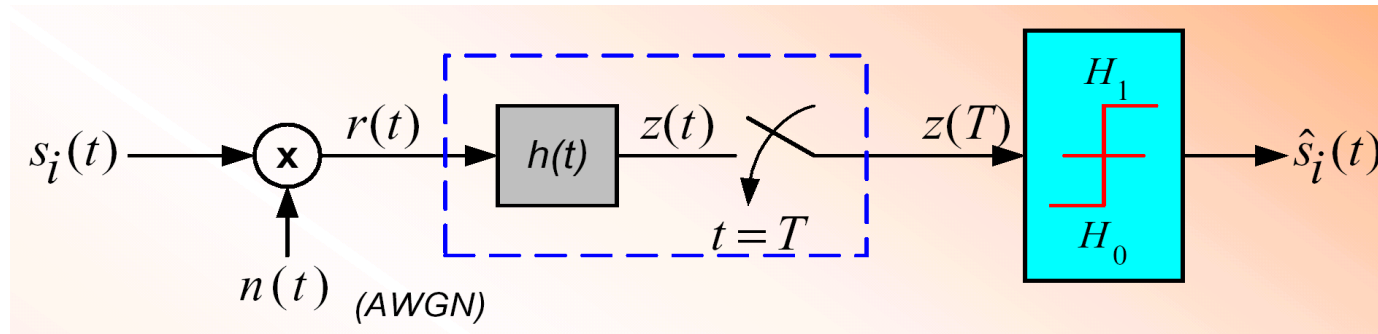 s_i(t)
x
r(t)
h(t)
z(t)
t = T
z(T)
H_1
H_0
ŝ_i(t)
n(t) (AWGN)